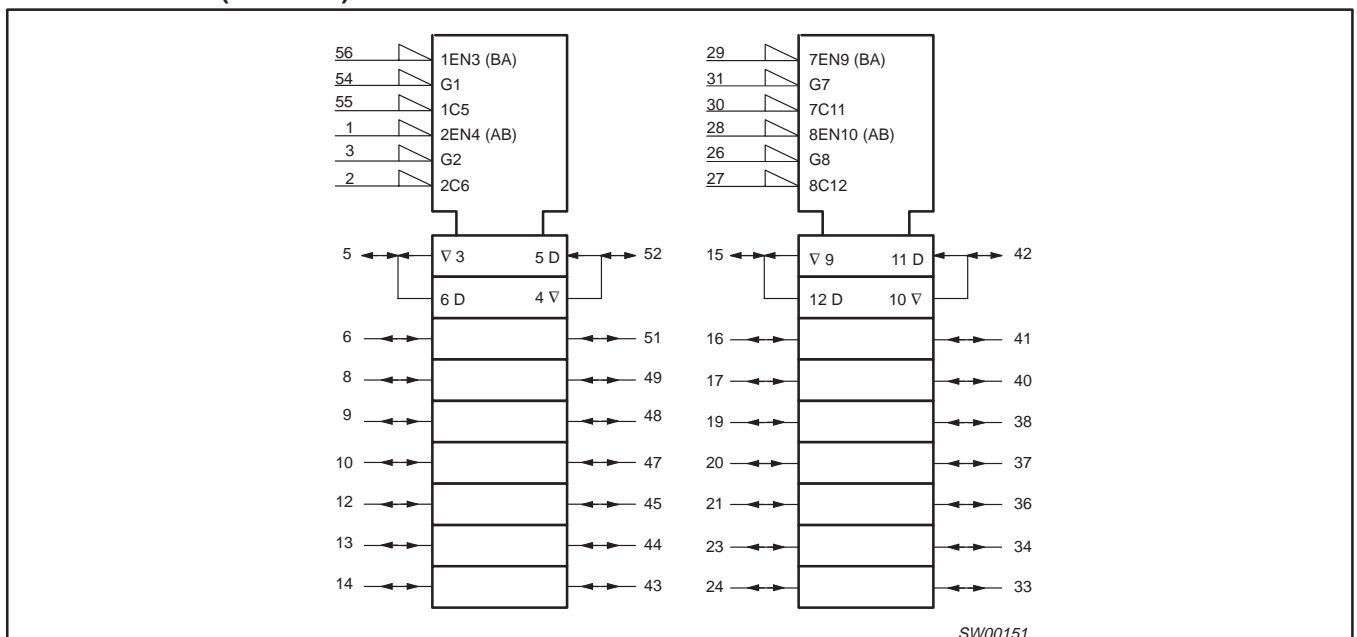 56 1EN3 (BA)
54 G1
55 1C5
1 2EN4 (AB)
3 G2
2 2C6
5 ∇ 3 5 D 52
6 D 4 ∇
6 51
8 49
9 48
10 47
12 45
13 44
14 43
29 7EN9 (BA)
31 G7
30 7C11
28 8EN10 (AB)
26 G8
27 8C12
15 ∇ 9 11 D 42
12 D 10 ∇
16 41
17 40
19 38
20 37
21 36
23 34
24 33
SW00151